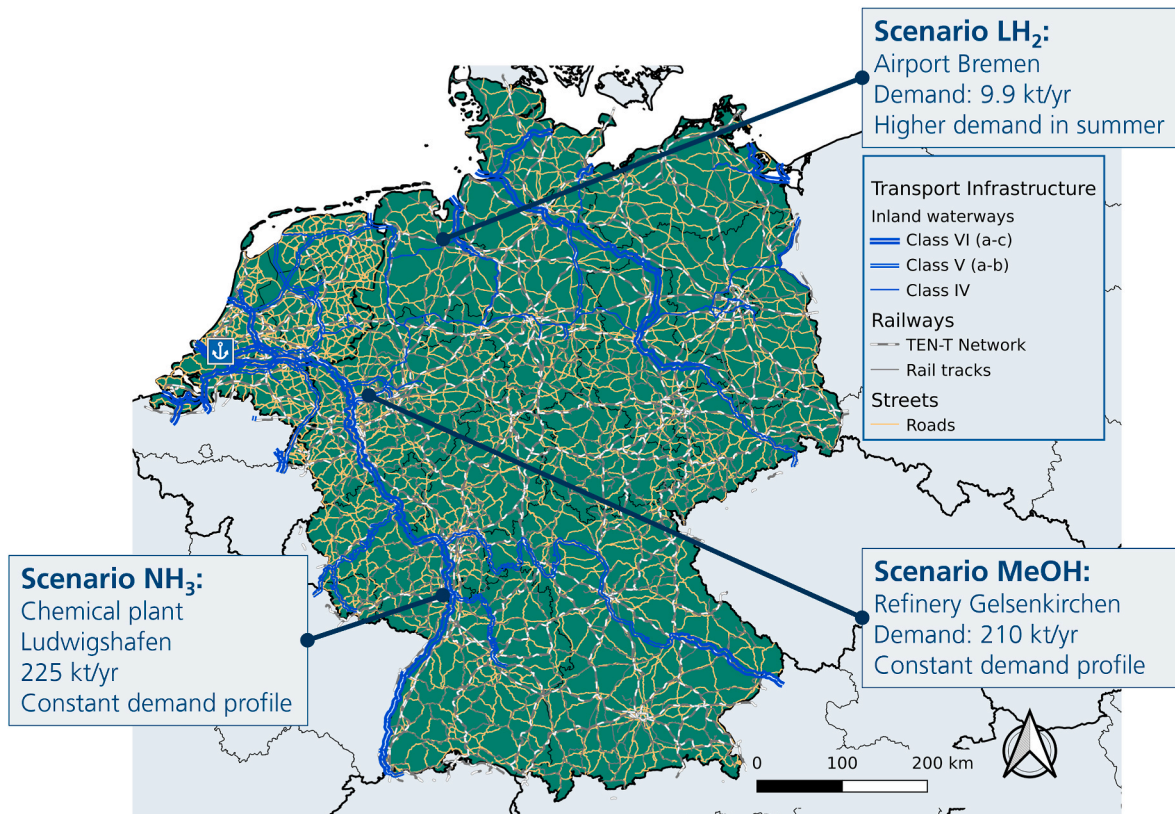 Scenario LH₂:
Airport Bremen
Demand: 9.9 kt/yr
Higher demand in summer
Transport Infrastructure
Inland waterways
Class VI (a-c)
Class V (a-b)
Class IV
Railways
TEN-T Network
Rail tracks
Streets
Roads
Scenario NH₃:
Chemical plant
Ludwigshafen
225 kt/yr
Constant demand profile
Scenario MeOH:
Refinery Gelsenkirchen
Demand: 210 kt/yr
Constant demand profile
0 100 200 km